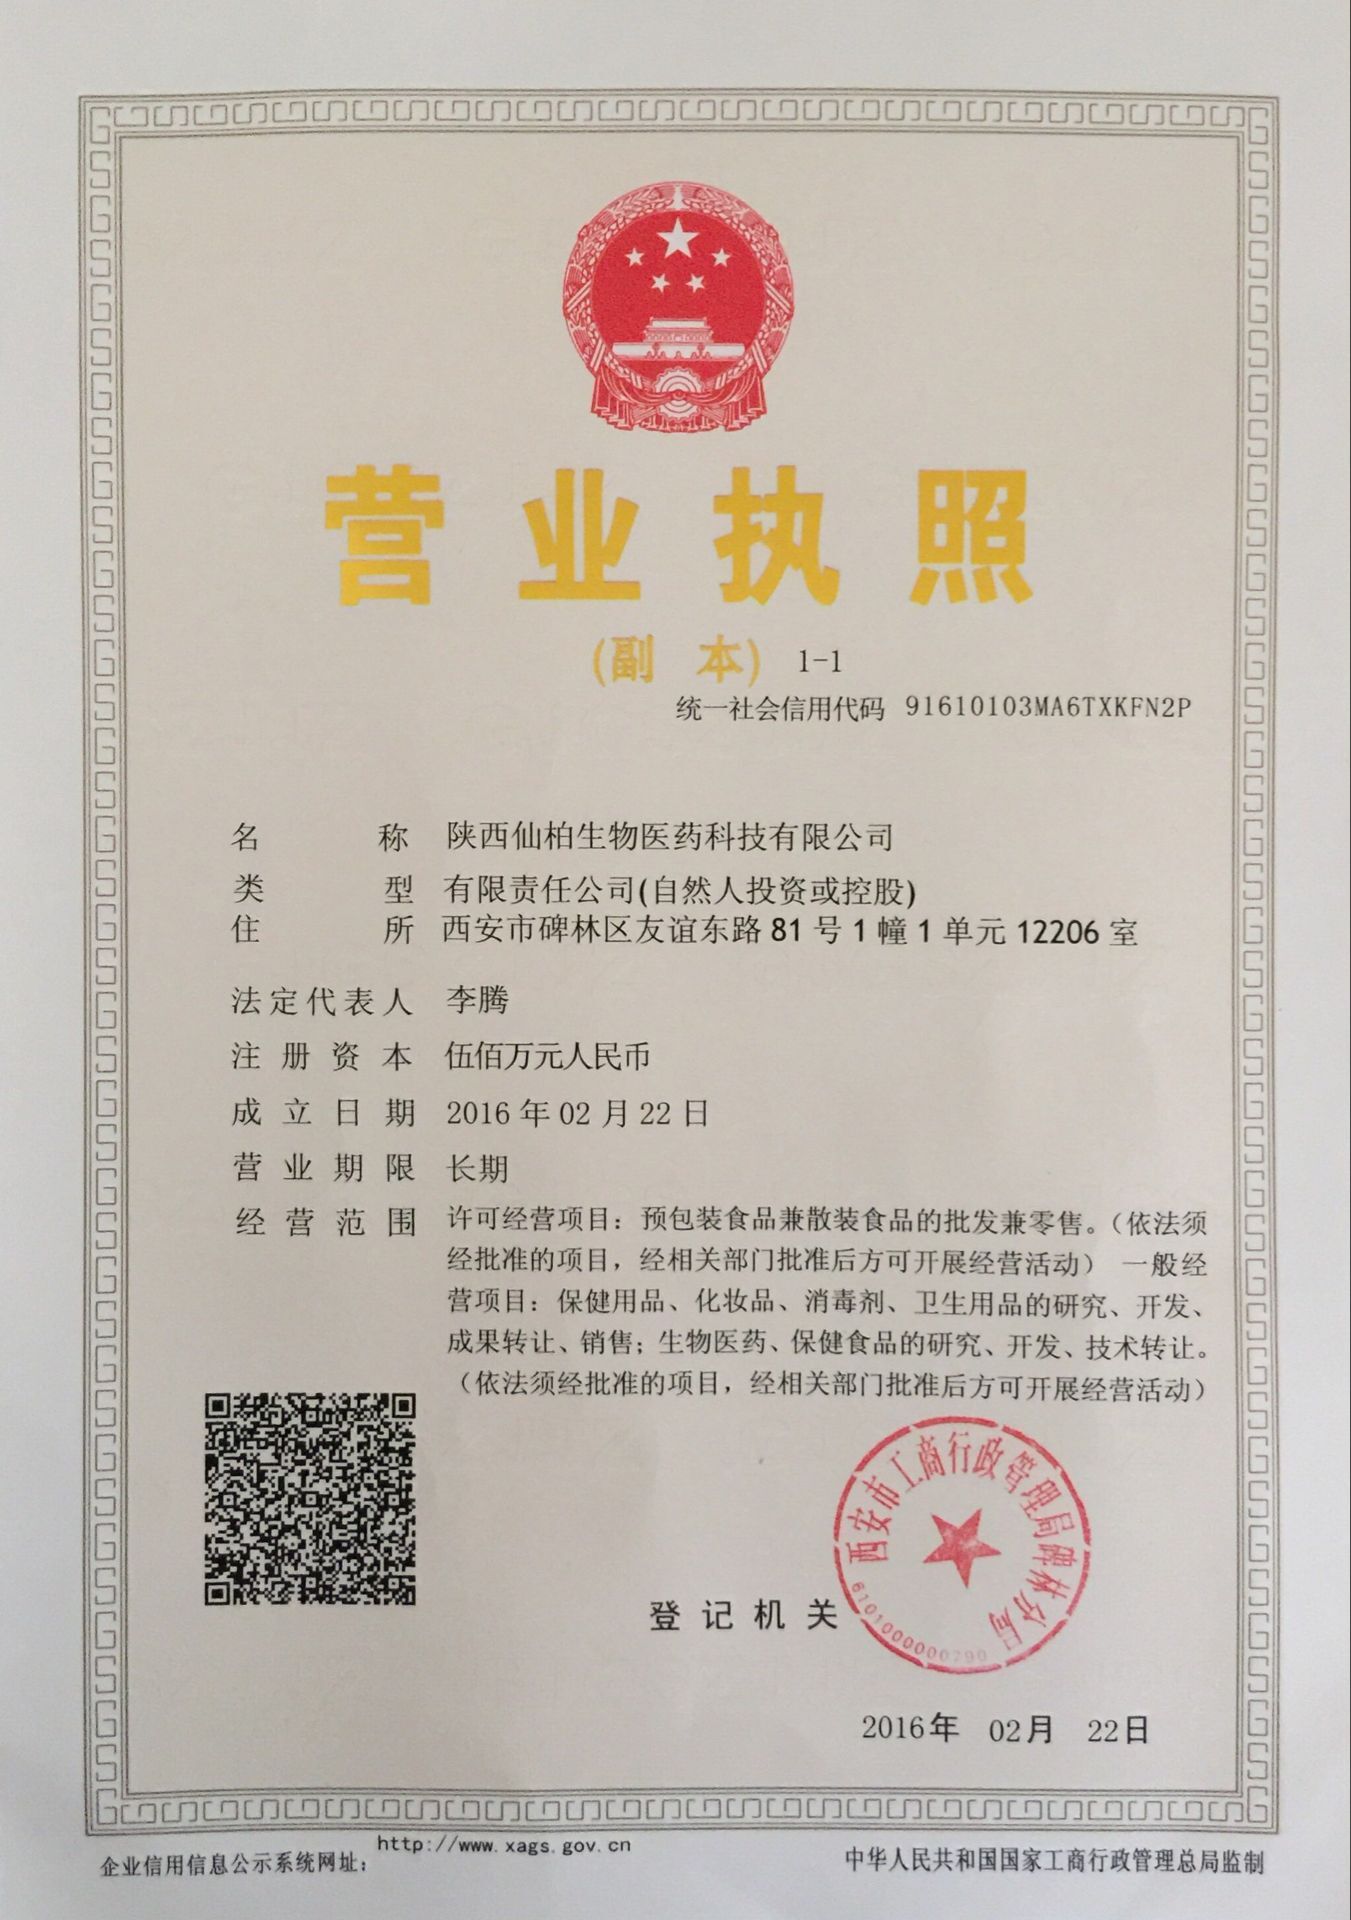 营业执照
(副 本) 1-1
统一社会信用代码 91610103MA6TXKFN2P
名 称 陕西仙柏生物医药科技有限公司
类 型 有限责任公司(自然人投资或控股)
住 所 西安市碑林区友谊东路 81 号 1 幢 1 单元 12206 室
法定代表人 李腾
注 册 资 本 伍佰万元人民币
成 立 日 期 2016 年 02 月 22 日
营 业 期 限 长期
经 营 范 围 许可经营项目：预包装食品兼散装食品的批发兼零售。（依法须
经批准的项目，经相关部门批准后方可开展经营活动） 一般经
营项目：保健用品、化妆品、消毒剂、卫生用品的研究、开发、
成果转让、销售；生物医药、保健食品的研究、开发、技术转让。
（依法须经批准的项目，经相关部门批准后方可开展经营活动）
西安市工商行政管理局碑林分局
6101000000790
登 记 机 关
2016年 02月 22日
企业信用信息公示系统网址： http://www.xags.gov.cn
中华人民共和国国家工商行政管理总局监制